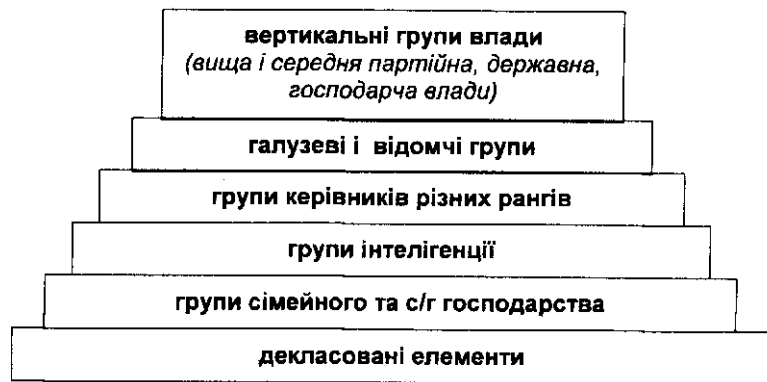 вертикальні групи влади
(вища і середня партійна, державна,
господарча влади)
галузеві і відомчі групи
групи керівників різних рангів
групи інтелігенції
групи сімейного та с/г господарства
декласовані елементи